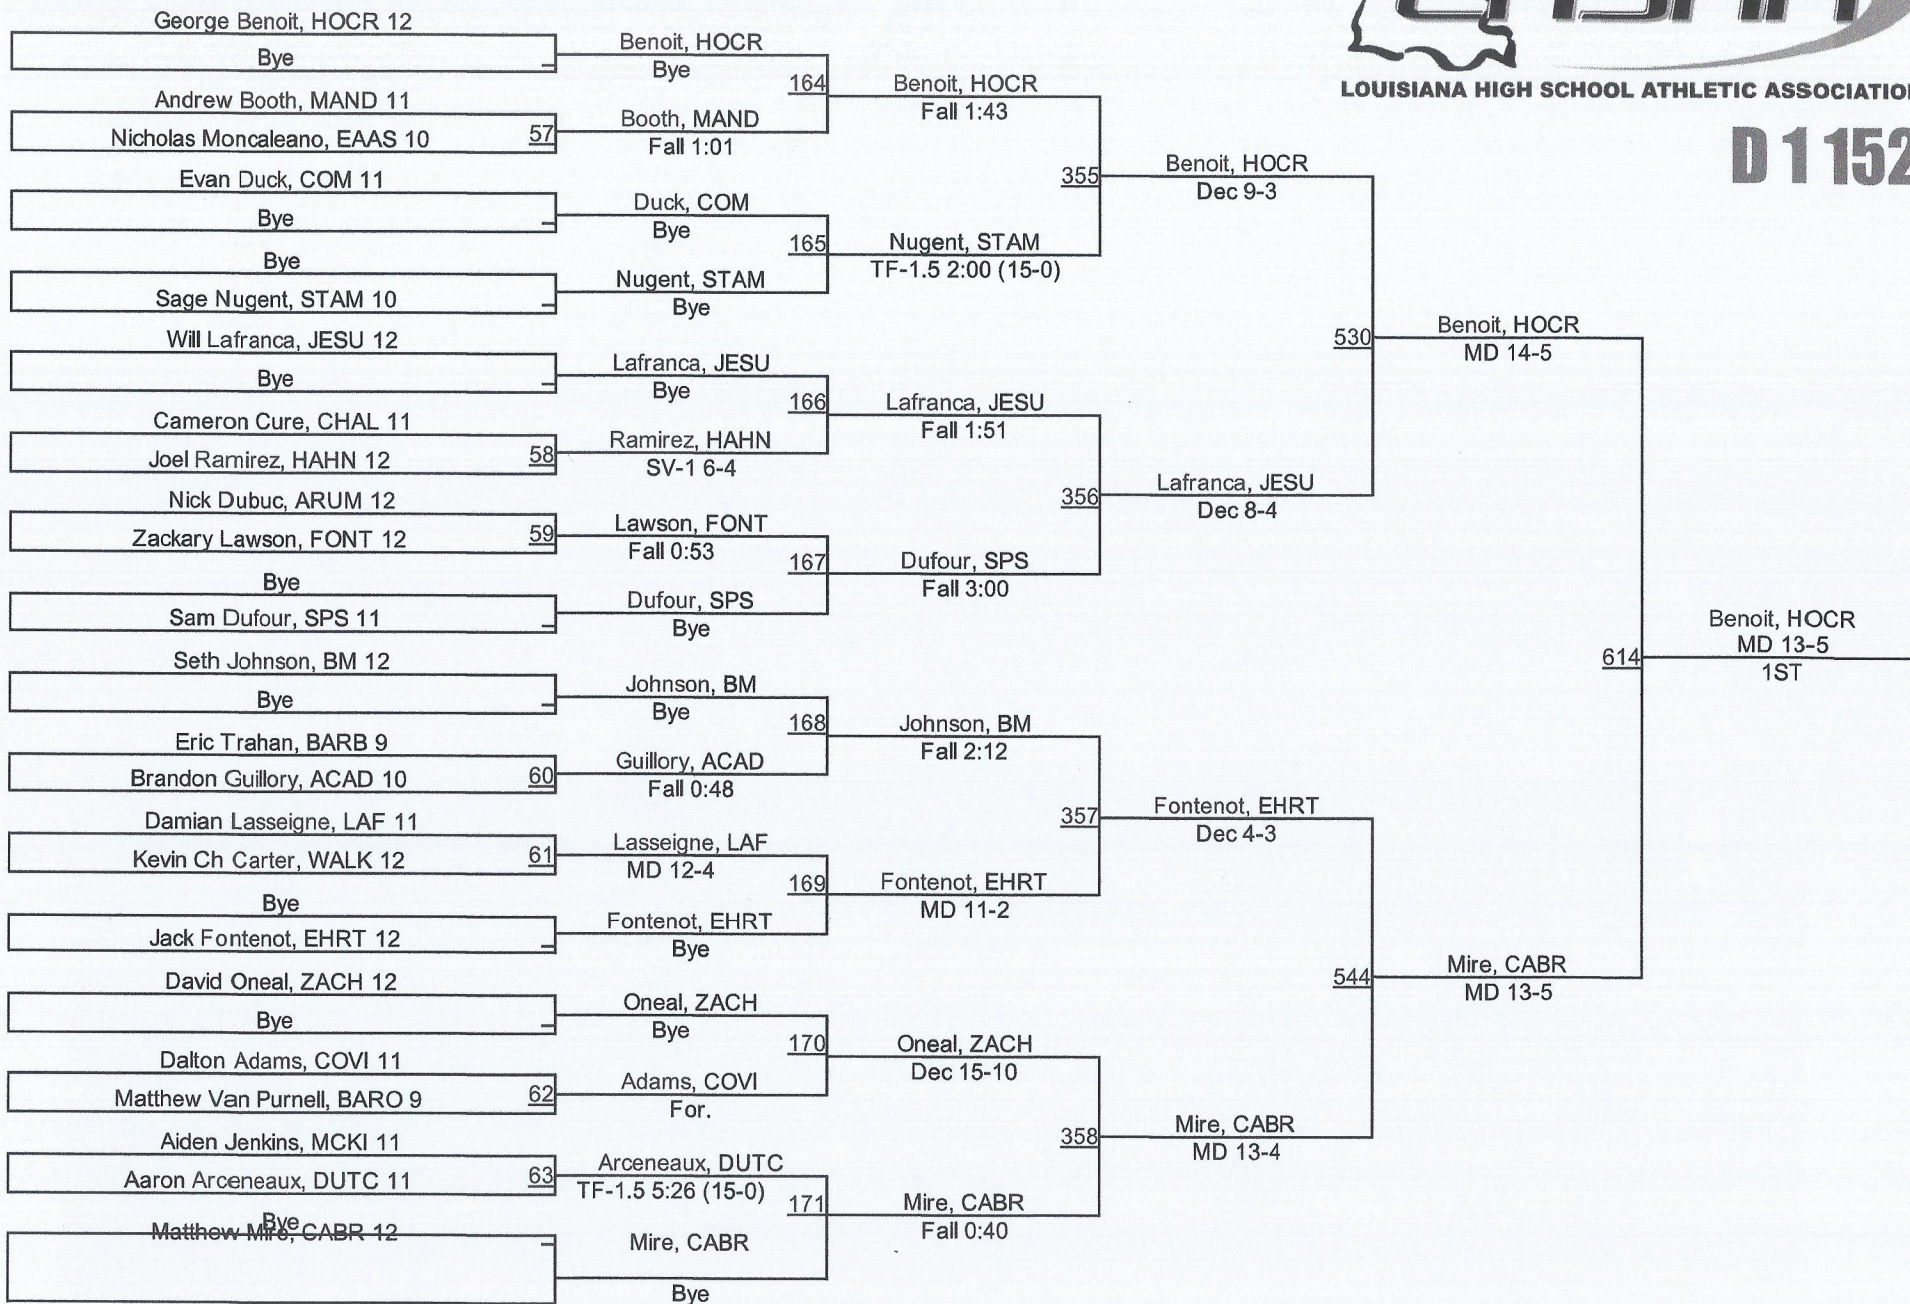 George Benoit, HOCR 12
Bye
Andrew Booth, MAND 11
Nicholas Moncaleano, EAAS 10
57
Evan Duck, COM 11
Bye
Bye
Sage Nugent, STAM 10
Will Lafranca, JESU 12
Bye
Cameron Cure, CHAL 11
Joel Ramirez, HAHN 12
58
Nick Dubuc, ARUM 12
Zackary Lawson, FONT 12
59
Bye
Sam Dufour, SPS 11
Seth Johnson, BM 12
Bye
Eric Trahan, BARB 9
Brandon Guillory, ACAD 10
60
Damian Lasseigne, LAF 11
Kevin Ch Carter, WALK 12
61
Bye
Jack Fontenot, EHRT 12
David Oneal, ZACH 12
Bye
Dalton Adams, COVI 11
Matthew Van Purnell, BARO 9
62
Aiden Jenkins, MCKI 11
Aaron Arceneaux, DUTC 11
63
Bye
Matthew Mire, CABR 12
Benoit, HOCR
Bye
164
Booth, MAND
Fall 1:01
Duck, COM
Bye
165
Nugent, STAM
Bye
Lafranca, JESU
Bye
166
Ramirez, HAHN
SV-1 6-4
Lawson, FONT
Fall 0:53
167
Dufour, SPS
Bye
Johnson, BM
Bye
168
Guillory, ACAD
Fall 0:48
Lasseigne, LAF
MD 12-4
169
Fontenot, EHRT
Bye
Oneal, ZACH
Bye
170
Adams, COVI
For.
Arceneaux, DUTC
TF-1.5 5:26 (15-0)
171
Mire, CABR
Bye
Benoit, HOCR
Fall 1:43
355
Nugent, STAM
TF-1.5 2:00 (15-0)
Lafranca, JESU
Fall 1:51
356
Dufour, SPS
Fall 3:00
Johnson, BM
Fall 2:12
357
Fontenot, EHRT
MD 11-2
Oneal, ZACH
Dec 15-10
358
Mire, CABR
Fall 0:40
Benoit, HOCR
Dec 9-3
530
Lafranca, JESU
Dec 8-4
Fontenot, EHRT
Dec 4-3
544
Mire, CABR
MD 13-4
Benoit, HOCR
MD 14-5
614
Mire, CABR
MD 13-5
Benoit, HOCR
MD 13-5
1ST
LOUISIANA HIGH SCHOOL ATHLETIC ASSOCIATION
D 1 152